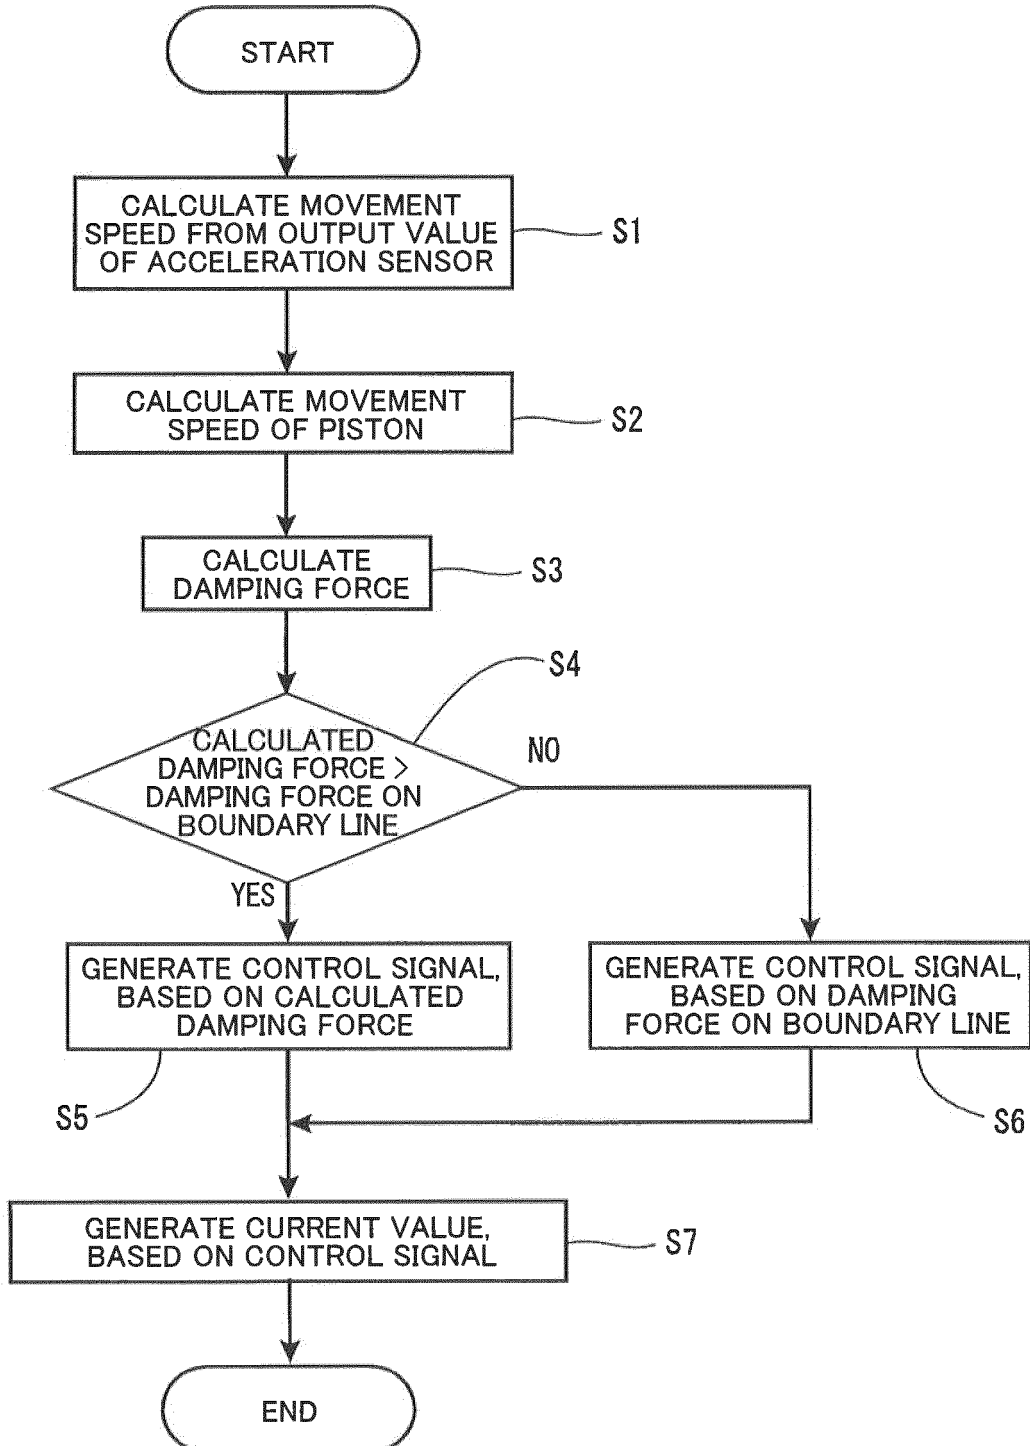 START
CALCULATE MOVEMENT
SPEED FROM OUTPUT VALUE
OF ACCELERATION SENSOR
S1
CALCULATE MOVEMENT
SPEED OF PISTON
S2
CALCULATE
DAMPING FORCE
S3
S4
CALCULATED
DAMPING FORCE >
DAMPING FORCE ON
BOUNDARY LINE
NO
YES
GENERATE CONTROL SIGNAL,
BASED ON CALCULATED
DAMPING FORCE
S5
GENERATE CONTROL SIGNAL,
BASED ON DAMPING
FORCE ON BOUNDARY LINE
S6
GENERATE CURRENT VALUE,
BASED ON CONTROL SIGNAL
S7
END